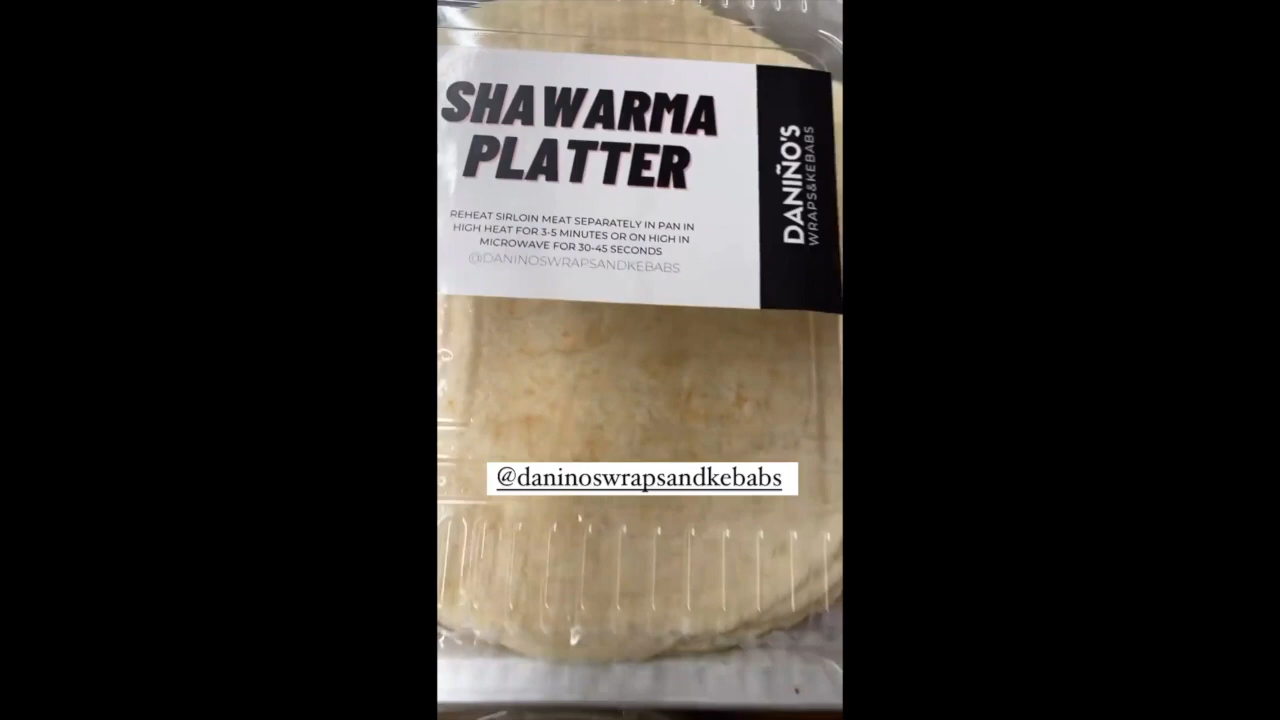 SHAWARMA
PLATTER
REHEAT SIRLOIN MEAT SEPARATELY IN PAN IN
HIGH HEAT FOR 3-5 MINUTES OR ON HIGH IN
MICROWAVE FOR 30-45 SECONDS
@DANINOSWRAPSANDKEBABS
DANIÑO'S
WRAPS&KEBABS
@daninoswrapsandkebabs